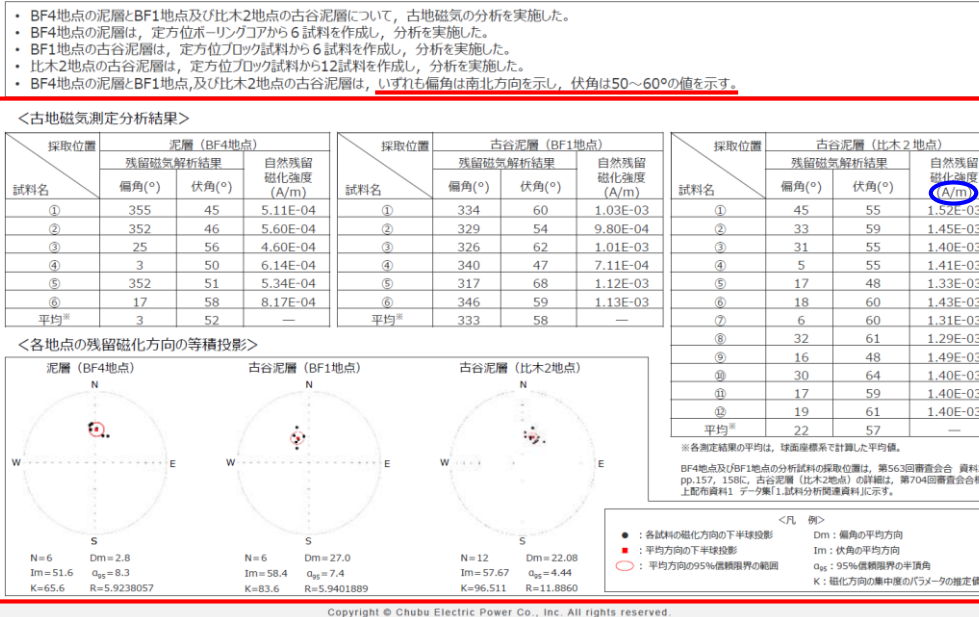 • BF4地点の泥層とBF1地点及び比木2地点の古谷泥層について，古地磁気の分析を実施した。
• BF4地点の泥層は，定方位ボーリングコアから６試料を作成し，分析を実施した。
• BF1地点の古谷泥層は，定方位ブロック試料から６試料を作成し，分析を実施した。
• 比木2地点の古谷泥層は，定方位ブロック試料から12試料を作成し，分析を実施した。
• BF4地点の泥層とBF1地点,及び比木2地点の古谷泥層は，いずれも偏角は南北方向を示し，伏角は50～60°の値を示す。
＜古地磁気測定分析結果＞
採取位置 泥層（BF4地点）
残留磁気解析結果 自然残留磁化強度(A/m)
試料名 偏角(°) 伏角(°)
① 355 45 5.11E-04
② 352 46 5.60E-04
③ 25 56 4.60E-04
④ 3 50 6.14E-04
⑤ 352 51 5.34E-04
⑥ 17 58 8.17E-04
平均※ 3 52 —
採取位置 古谷泥層（BF1地点）
残留磁気解析結果 自然残留磁化強度(A/m)
試料名 偏角(°) 伏角(°)
① 334 60 1.03E-03
② 329 54 9.80E-04
③ 326 62 1.01E-03
④ 340 47 7.11E-04
⑤ 317 68 1.12E-03
⑥ 346 59 1.13E-03
平均※ 333 58 —
採取位置 古谷泥層（比木２地点）
残留磁気解析結果 自然残留磁化強度(A/m)
試料名 偏角(°) 伏角(°)
① 45 55 1.52E-03
② 33 59 1.45E-03
③ 31 55 1.40E-03
④ 5 55 1.41E-03
⑤ 17 48 1.33E-03
⑥ 18 60 1.43E-03
⑦ 6 60 1.31E-03
⑧ 32 61 1.29E-03
⑨ 16 48 1.49E-03
⑩ 30 64 1.40E-03
⑪ 17 59 1.40E-03
⑫ 19 61 1.40E-03
平均※ 22 57 —
※各測定結果の平均は，球面座標系で計算した平均値。
BF4地点及びBF1地点の分析試料の採取位置は，第563回審査会合 資料
pp.157，158に，古谷泥層（比木2地点）の詳細は，第704回審査会合
上配布資料1 データ集「1.試料分析関連資料」に示す。
＜各地点の残留磁化方向の等積投影＞
泥層（BF4地点）
N
W
E
S
N=6 Dm=2.8
Im=51.6 α95=8.3
K=65.6 R=5.9238057
古谷泥層（BF1地点）
N
W
E
S
N=6 Dm=27.0
Im=58.4 α95=7.4
K=83.6 R=5.9401889
古谷泥層（比木2地点）
N
W
E
S
N=12 Dm=22.08
Im=57.67 α95=4.44
K=96.511 R=11.8860
＜凡 例＞
：各試料の磁化方向の下半球投影
：平均方向の下半球投影
：平均方向の95%信頼限界の範囲
Dm：偏角の平均方向
Im：伏角の平均方向
α95：95%信頼限界の半頂角
K：磁化方向の集中度のパラメータの推定値
Copyright © Chubu Electric Power Co., Inc. All rights reserved.